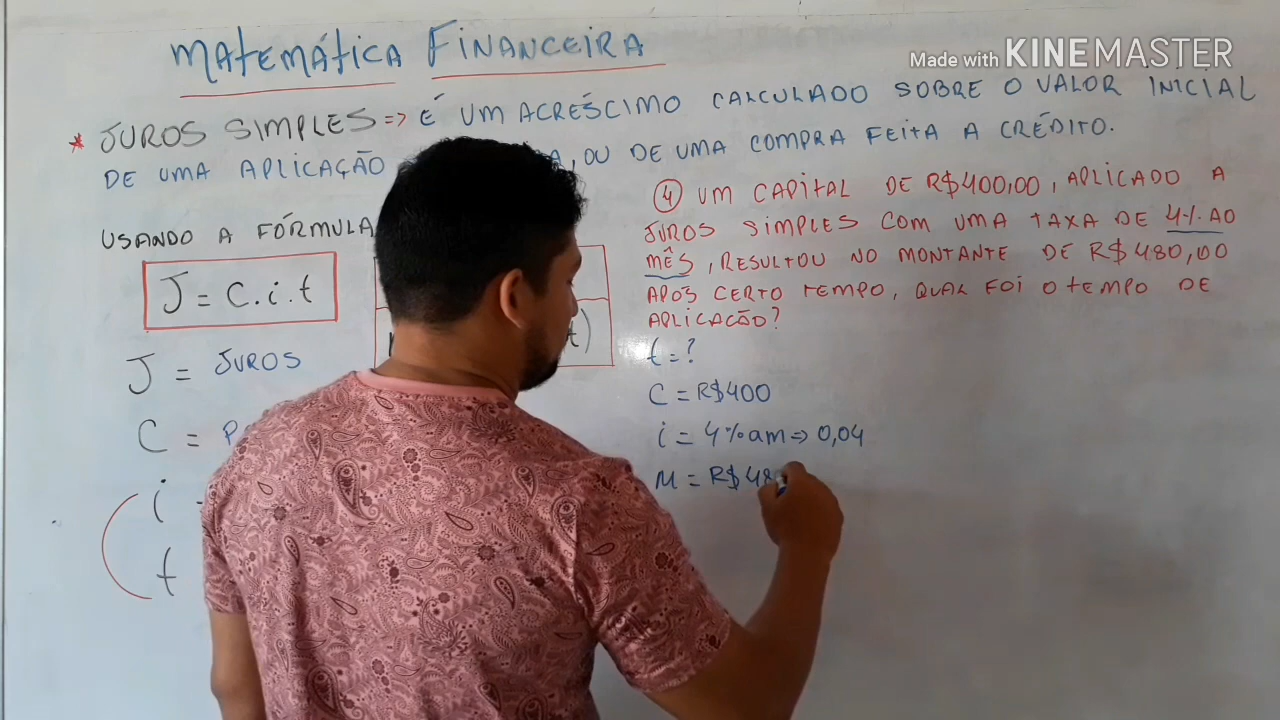 MATEMÁTICA FINANCEIRA
Made with KINEMASTER
* JUROS SIMPLES => É UM ACRÉSCIMO CALCULADO SOBRE O VALOR INICIAL
DE UMA APLICAÇÃO , OU DE UMA COMPRA FEITA A CRÉDITO.
USANDO A FÓRMULA
J = C.i.t
J = JUROS
C =
i
t
t)
④ UM CAPITAL DE R$400,00, APLICADO A
JUROS SIMPLES COM UMA TAXA DE 4% AO
MÊS, RESULTOU NO MONTANTE DE R$480,00
APÓS CERTO TEMPO, QUAL FOI O TEMPO DE
APLICAÇÃO?
t = ?
C = R$400
i = 4% am => 0,04
M = R$48